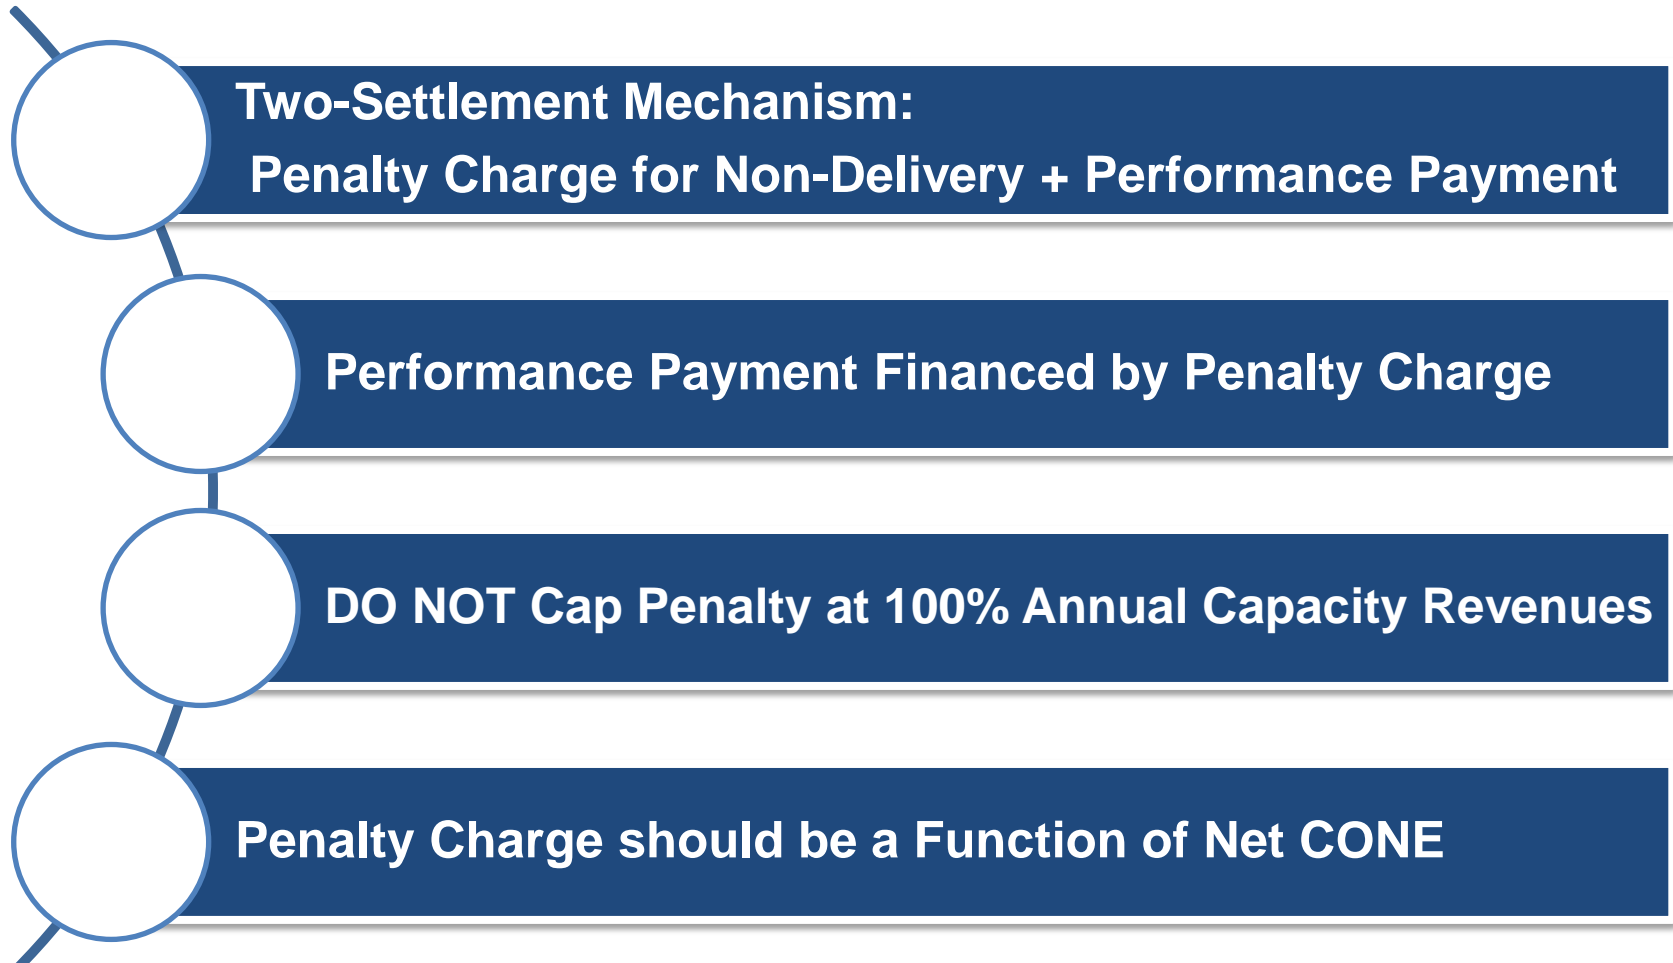 Two-Settlement Mechanism:
Penalty Charge for Non-Delivery + Performance Payment
Performance Payment Financed by Penalty Charge
DO NOT Cap Penalty at 100% Annual Capacity Revenues
Penalty Charge should be a Function of Net CONE